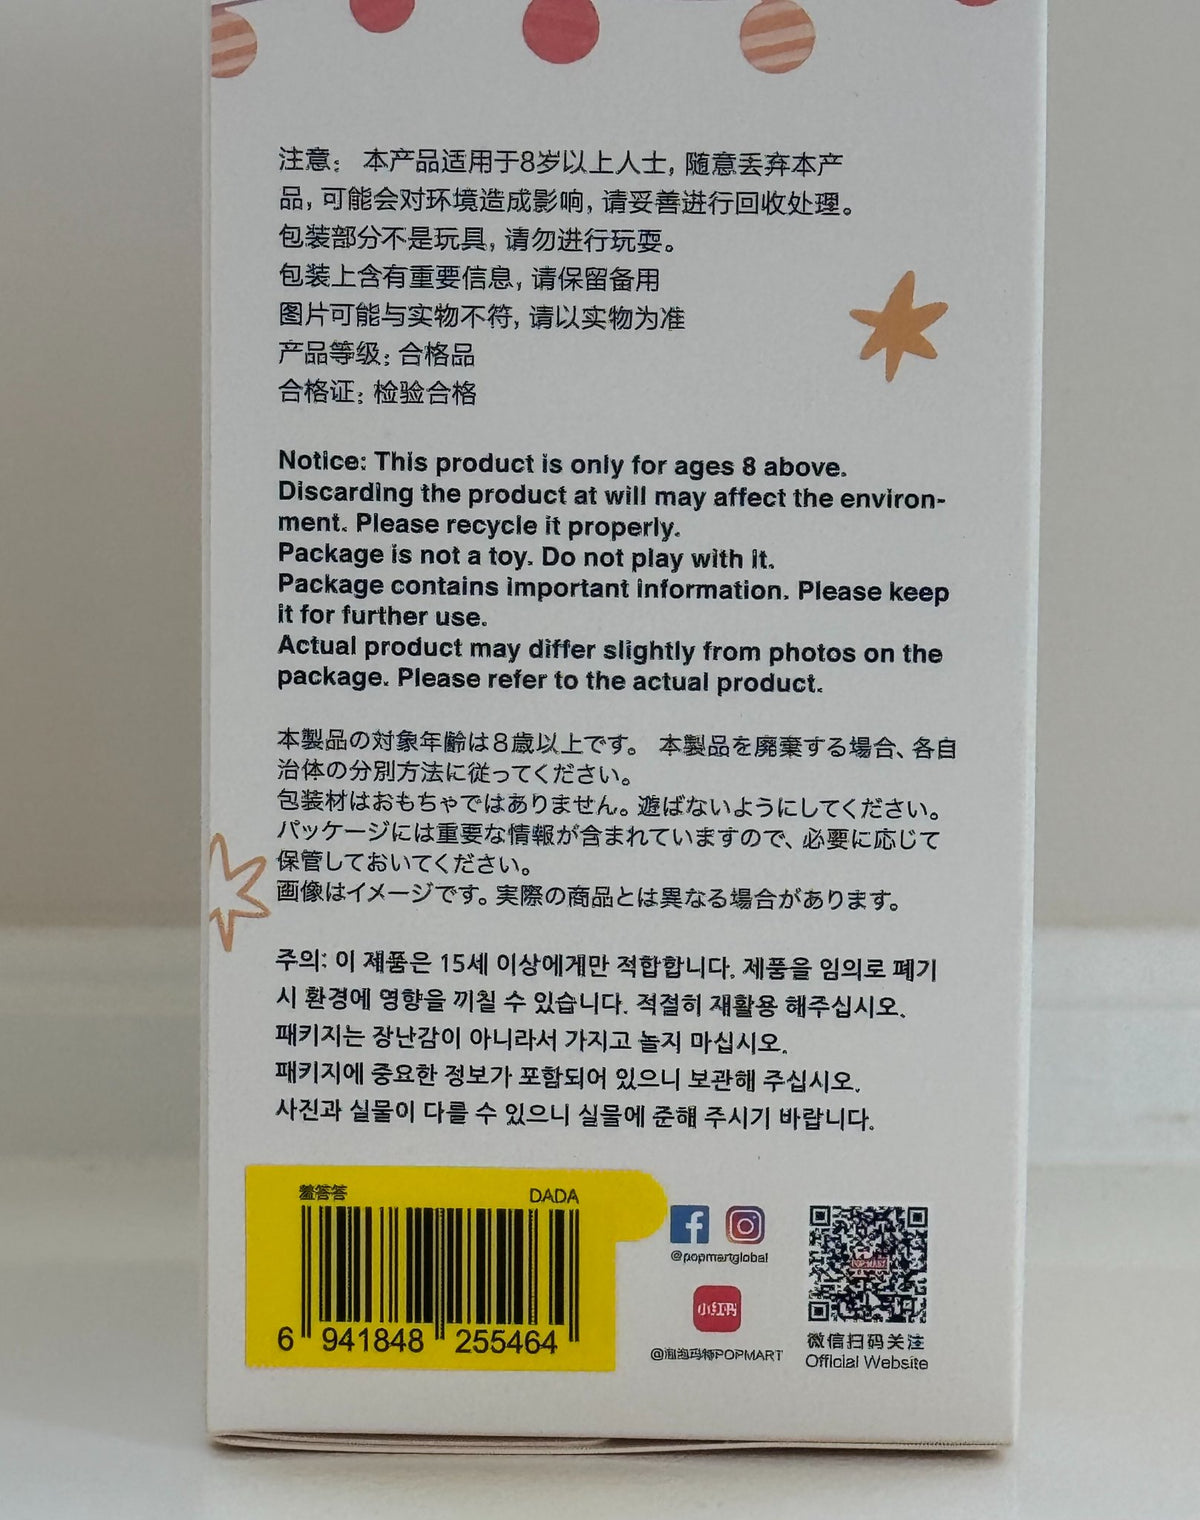 注意： 本产品适用于8岁以上人士, 随意丢弃本产
品, 可能会对环境造成影响, 请妥善进行回收处理。
包装部分不是玩具, 请勿进行玩耍。
包装上含有重要信息, 请保留备用
图片可能与实物不符, 请以实物为准
产品等级: 合格品
合格证: 检验合格
Notice: This product is only for ages 8 above.
Discarding the product at will may affect the environ-
ment. Please recycle it properly.
Package is not a toy. Do not play with it.
Package contains important information. Please keep
it for further use.
Actual product may differ slightly from photos on the
package. Please refer to the actual product.
本製品の対象年齢は8歳以上です。 本製品を廃棄する場合、各自
治体の分別方法に従ってください。
包装材はおもちゃではありません。遊ばないようにしてください。
パッケージには重要な情報が含まれていますので、必要に応じて
保管しておいてください。
画像はイメージです。実際の商品とは異なる場合があります。
주의: 이 제품은 15세 이상에게만 적합합니다. 제품을 임의로 폐기
시 환경에 영향을 끼칠 수 있습니다. 적절히 재활용 해주십시오.
패키지는 장난감이 아니라서 가지고 놀지 마십시오.
패키지에 중요한 정보가 포함되어 있으니 보관해 주십시오.
사진과 실물이 다를 수 있으니 실물에 준해 주시기 바랍니다.
羞答答 DADA
6 941848 255464
@popmartglobal
小红书
@泡泡玛特POPMART
POP MART
微信扫码关注
Official Website